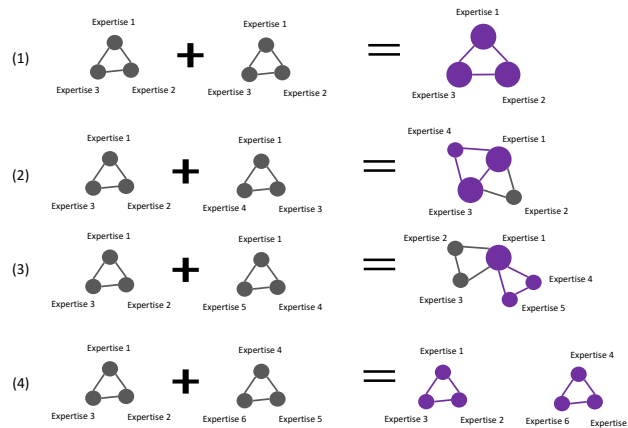 Expertise 1
Expertise 1
Expertise 1
(1)
+
=
Expertise 3
Expertise 2
Expertise 3
Expertise 2
Expertise 3
Expertise 2
Expertise 1
Expertise 1
Expertise 4
Expertise 1
(2)
+
=
Expertise 3
Expertise 2
Expertise 4
Expertise 3
Expertise 3
Expertise 2
Expertise 1
Expertise 1
Expertise 2
Expertise 1
(3)
+
=
Expertise 4
Expertise 3
Expertise 2
Expertise 5
Expertise 4
Expertise 3
Expertise 5
Expertise 1
Expertise 4
Expertise 1
Expertise 4
(4)
+
=
Expertise 3
Expertise 2
Expertise 6
Expertise 5
Expertise 3
Expertise 2
Expertise 6
Expertise